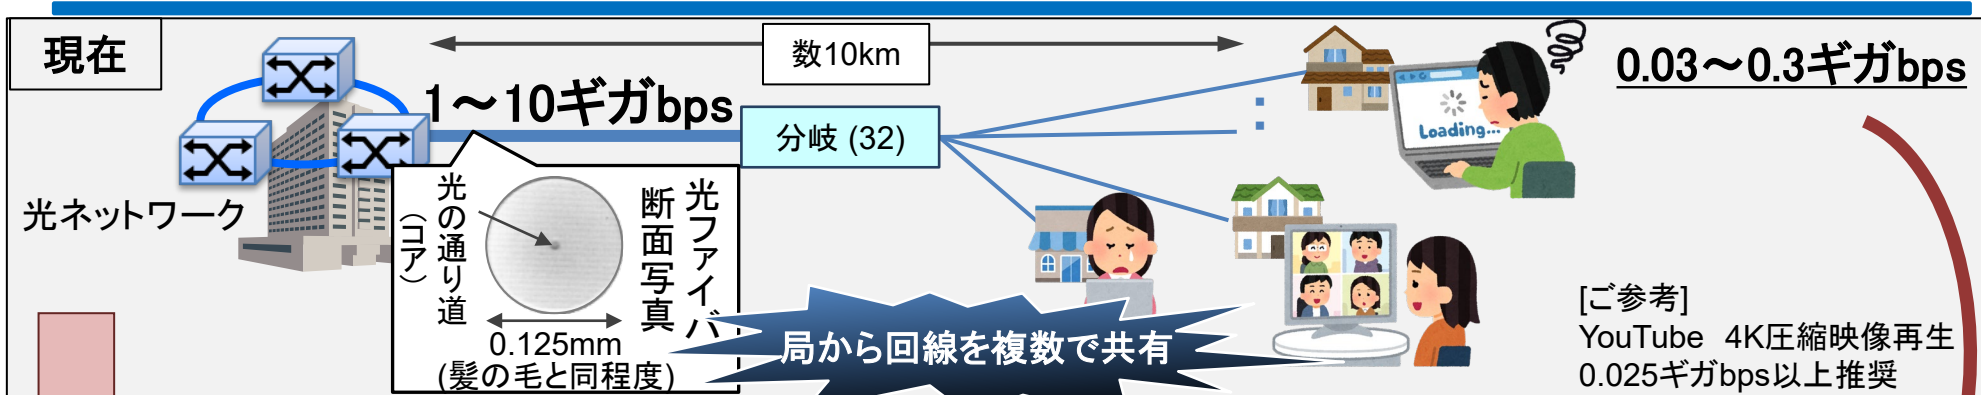 現在
数10km
0.03～0.3ギガbps
1～10ギガbps
分岐 (32)
Loading...
光ネットワーク
光の通り道
（コア）
光ファイバ
断面写真
0.125mm
(髪の毛と同程度)
局から回線を複数で共有
[ご参考]
YouTube　4K圧縮映像再生
0.025ギガbps以上推奨